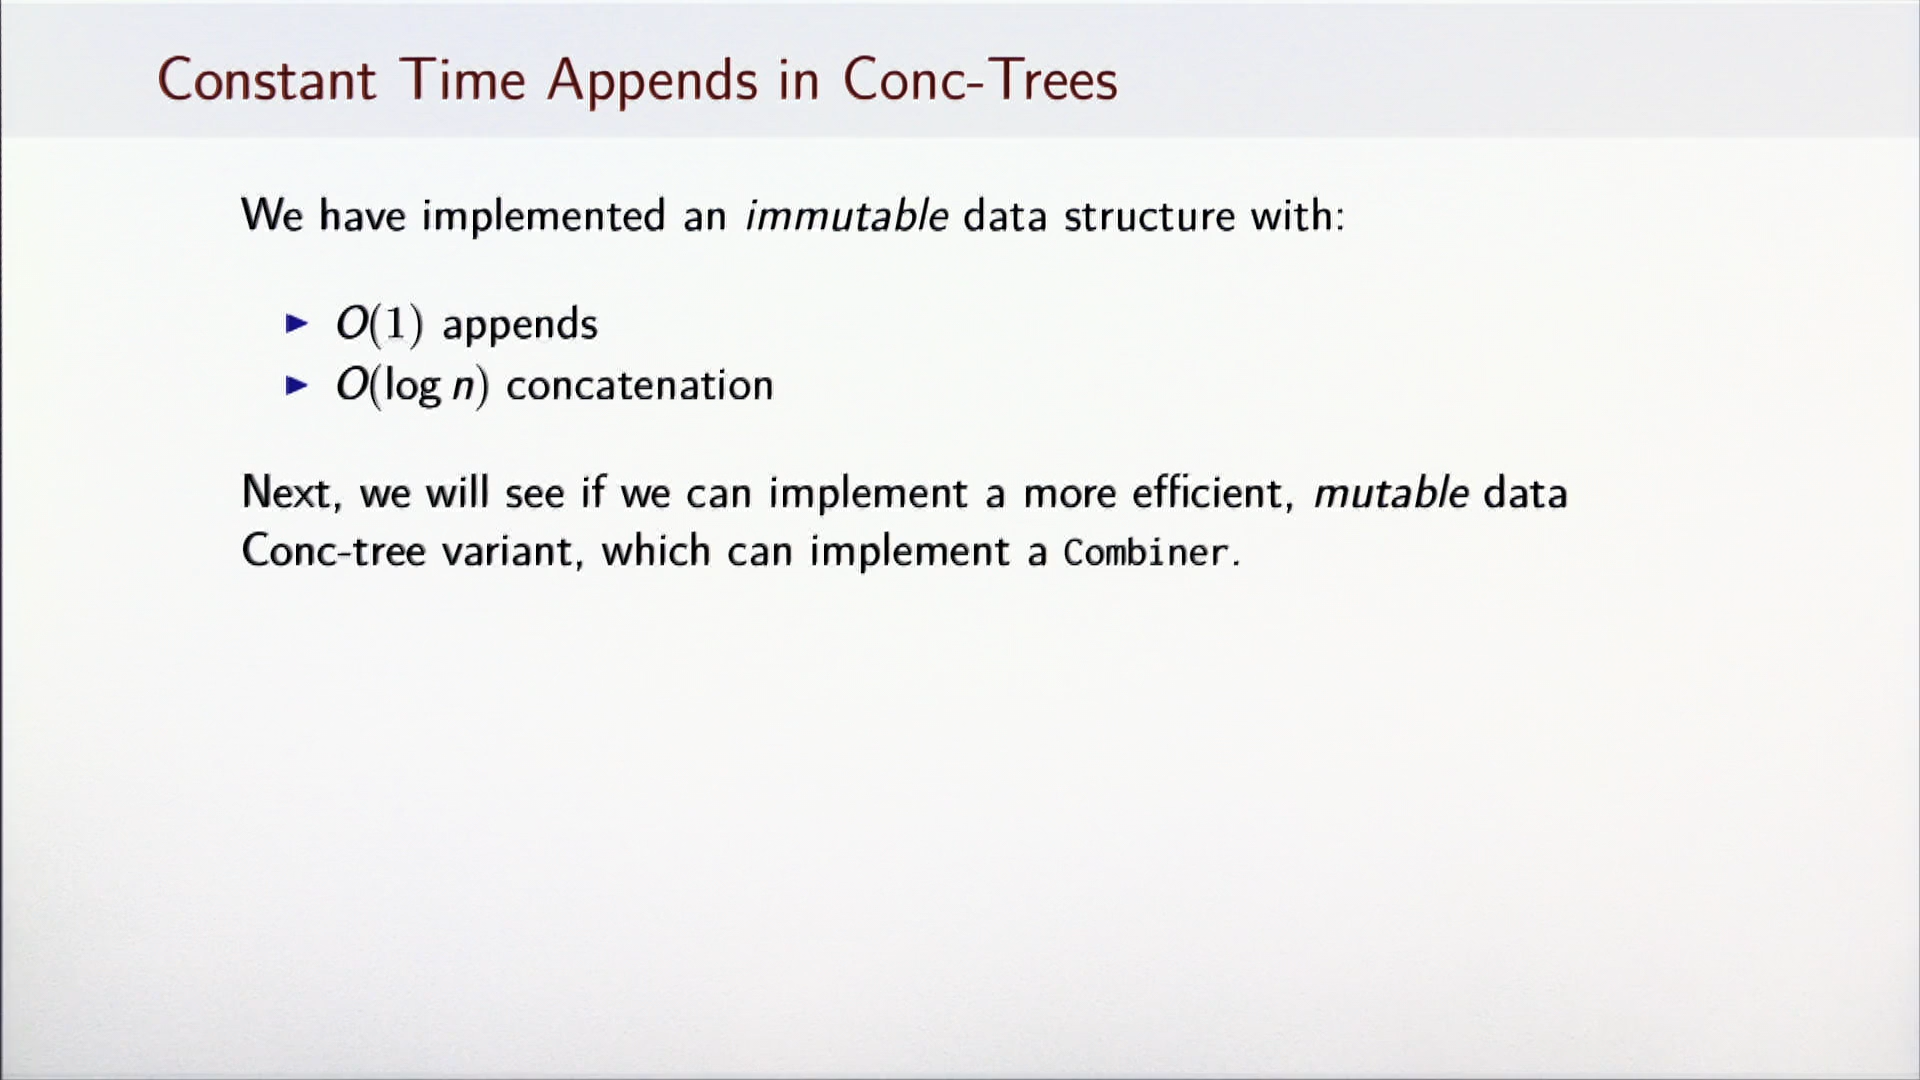 Constant Time Appends in Conc-Trees
We have implemented an immutable data structure with:
▶ O(1) appends
▶ O(log n) concatenation
Next, we will see if we can implement a more efficient, mutable data
Conc-tree variant, which can implement a Combiner.